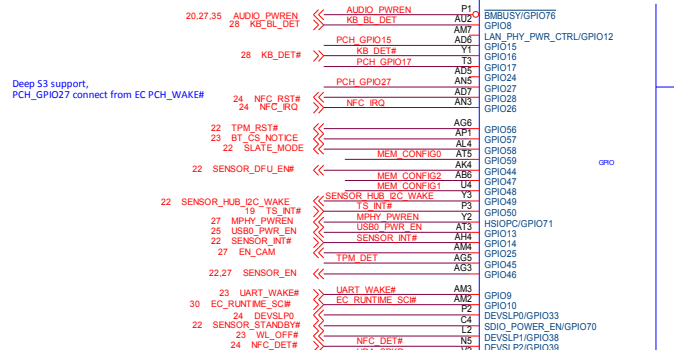 AUDIO_PWREN P1 BMBUSY/GPIO76
20,27,35 AUDIO_PWREN KB_BL_DET AU2 GPIO8
28 KB_BL_DET AM7 LAN_PHY_PWR_CTRL/GPIO12
PCH_GPIO15 AD6 GPIO15
28 KB_DET# KB_DET# Y1 GPIO16
PCH_GPIO17 T3 GPIO17
AD5 GPIO24
Deep S3 support,
PCH_GPIO27 AN5 GPIO27
PCH_GPIO27 connect from EC PCH_WAKE#
24 NFC_RST# AD7 GPIO28
24 NFC_IRQ NFC_IRQ AN3 GPIO26
22 TPM_RST# AG6 GPIO56
23 BT_CS_NOTICE AP1 GPIO57
22 SLATE_MODE AL4 GPIO58
MEM_CONFIG0 AT5 GPIO59
GPIO
22 SENSOR_DFU_EN# AK4 GPIO44
MEM_CONFIG2 AB6 GPIO47
MEM_CONFIG1 U4 GPIO48
22 SENSOR_HUB_I2C_WAKE SENSOR_HUB_I2C_WAKE Y3 GPIO49
19 TS_INT# TS_INT# P3 GPIO50
27 MPHY_PWREN MPHY_PWREN Y2 HSIOPC/GPIO71
25 USB0_PWR_EN USB0_PWR_EN AT3 GPIO13
22 SENSOR_INT# SENSOR_INT# AH4 GPIO14
27 EN_CAM AM4 GPIO25
TPM_DET AG5 GPIO45
22,27 SENSOR_EN AG3 GPIO46
23 UART_WAKE# UART_WAKE# AM3 GPIO9
30 EC_RUNTIME_SCI# EC_RUNTIME_SCI# AM2 GPIO10
24 DEVSLP0 P2 DEVSLP0/GPIO33
22 SENSOR_STANDBY# C4 SDIO_POWER_EN/GPIO70
23 WL_OFF# L2 DEVSLP1/GPIO38
24 NFC_DET# NFC_DET# N5 DEVSLP2/GPIO39